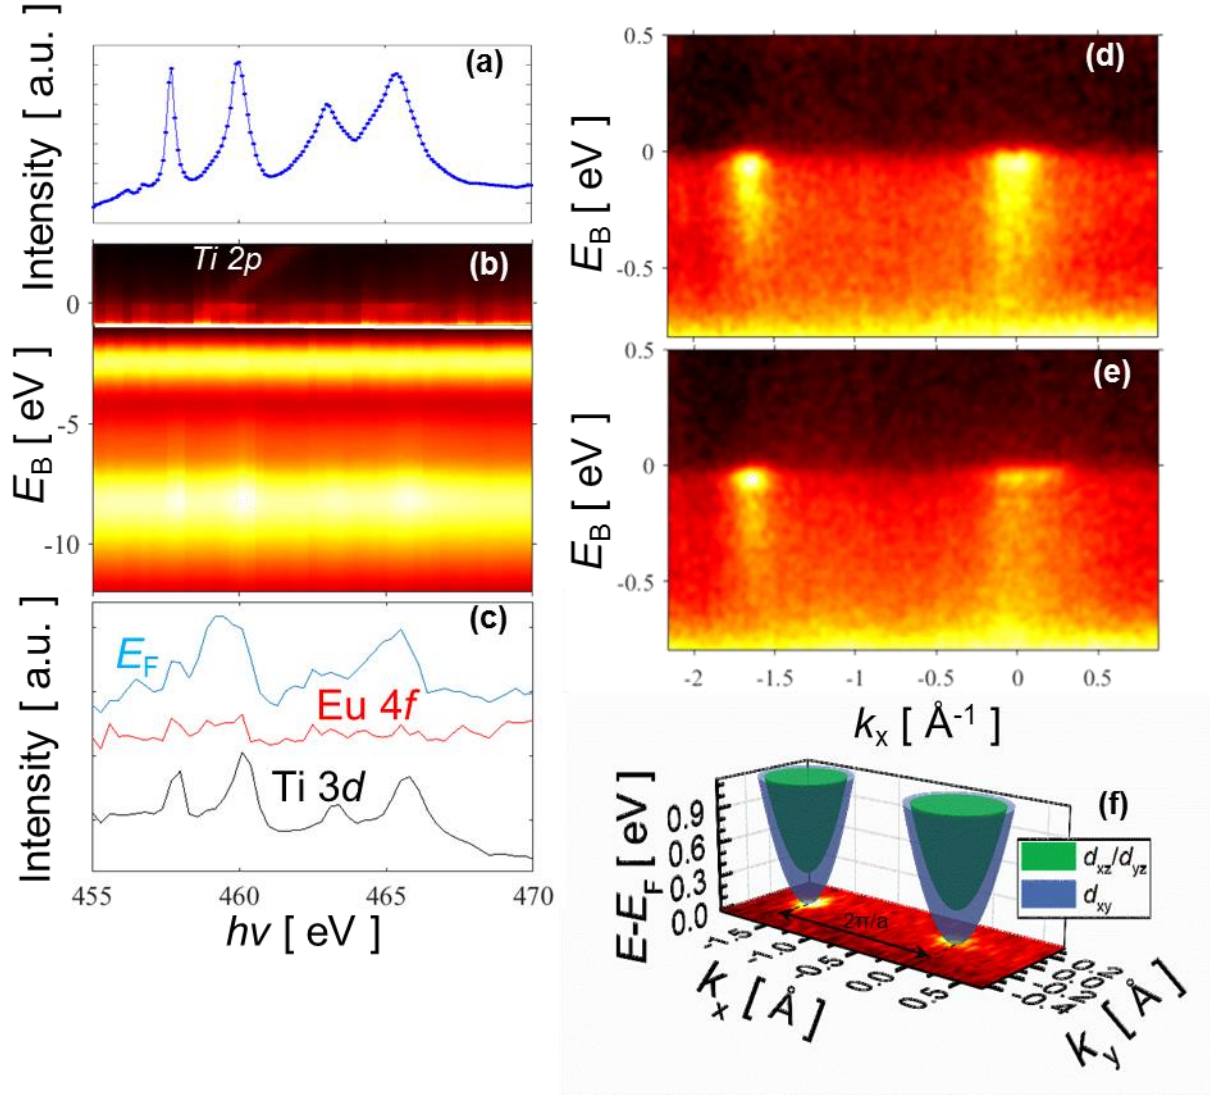 Intensity [ a.u. ]
(a)
Ti 2p
(b)
0
-5
-10
E_B [ eV ]
Intensity [ a.u. ]
(c)
E_F
Eu 4f
Ti 3d
455
460
465
470
hv [ eV ]
0.5
0
-0.5
E_B [ eV ]
(d)
0.5
0
-0.5
E_B [ eV ]
(e)
-2
-1.5
-1
-0.5
0
0.5
k_x [ Å⁻¹ ]
(f)
E-E_F [ eV ]
0.9
0.6
0.3
0.0
d_xz/d_yz
d_xy
2π/a
-1.5
-1.0
-0.5
0.0
0.5
k_x [ Å ]
-0.4
k_y [ Å ]